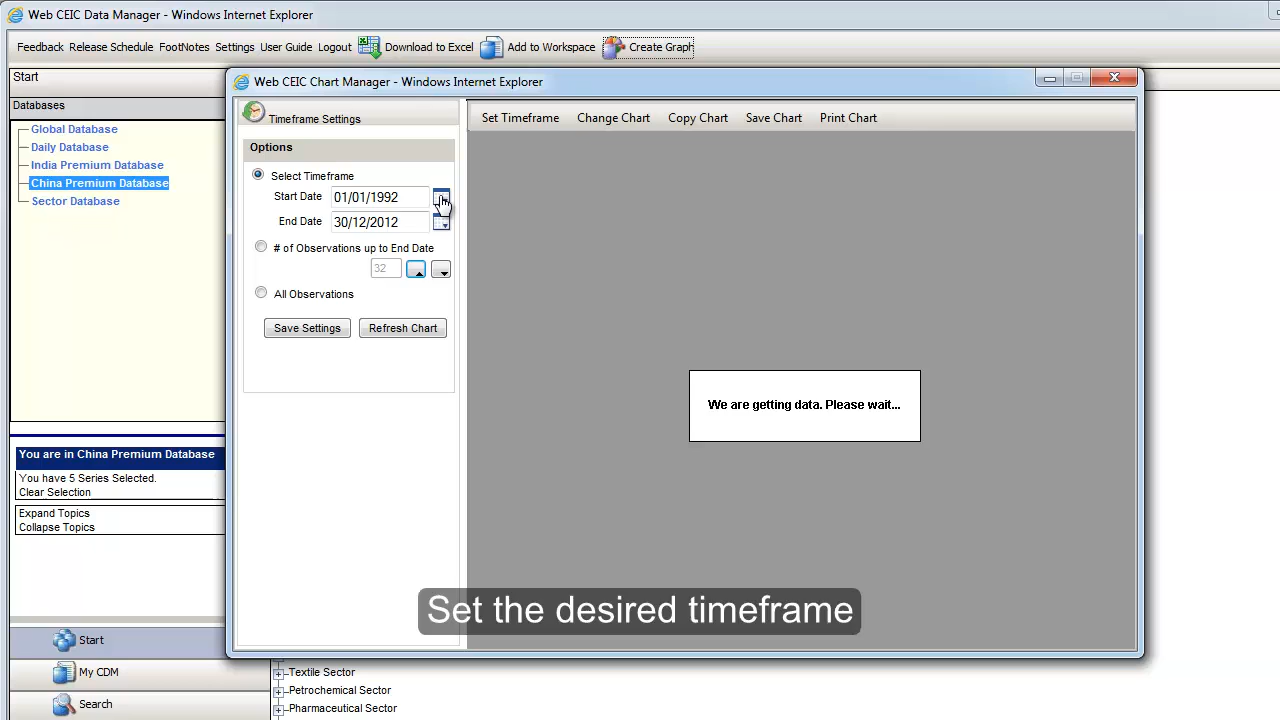 Web CEIC Data Manager - Windows Internet Explorer
Feedback Release Schedule FootNotes Settings User Guide Logout Download to Excel Add to Workspace Create Graph
Start
Databases
Global Database
Daily Database
India Premium Database
China Premium Database
Sector Database
You are in China Premium Database
You have 5 Series Selected.
Clear Selection
Expand Topics
Collapse Topics
Start
My CDM
Search
Web CEIC Chart Manager - Windows Internet Explorer
Timeframe Settings
Options
Select Timeframe
Start Date 01/01/1992
End Date 30/12/2012
# of Observations up to End Date
32
All Observations
Save Settings Refresh Chart
Set Timeframe Change Chart Copy Chart Save Chart Print Chart
We are getting data. Please wait...
Set the desired timeframe
Textile Sector
Petrochemical Sector
Pharmaceutical Sector